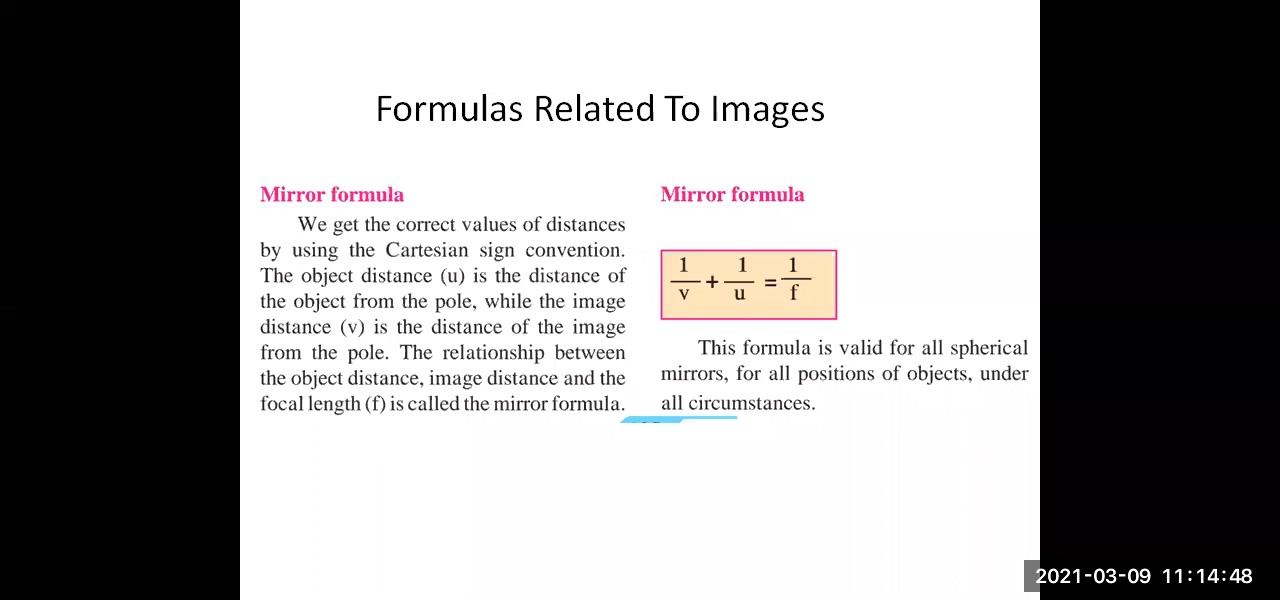 Formulas Related To Images
Mirror formula
We get the correct values of distances
by using the Cartesian sign convention.
The object distance (u) is the distance of
the object from the pole, while the image
distance (v) is the distance of the image
from the pole. The relationship between
the object distance, image distance and the
focal length (f) is called the mirror formula.
Mirror formula
1/v + 1/u = 1/f
This formula is valid for all spherical
mirrors, for all positions of objects, under
all circumstances.
2021-03-09 11:14:48